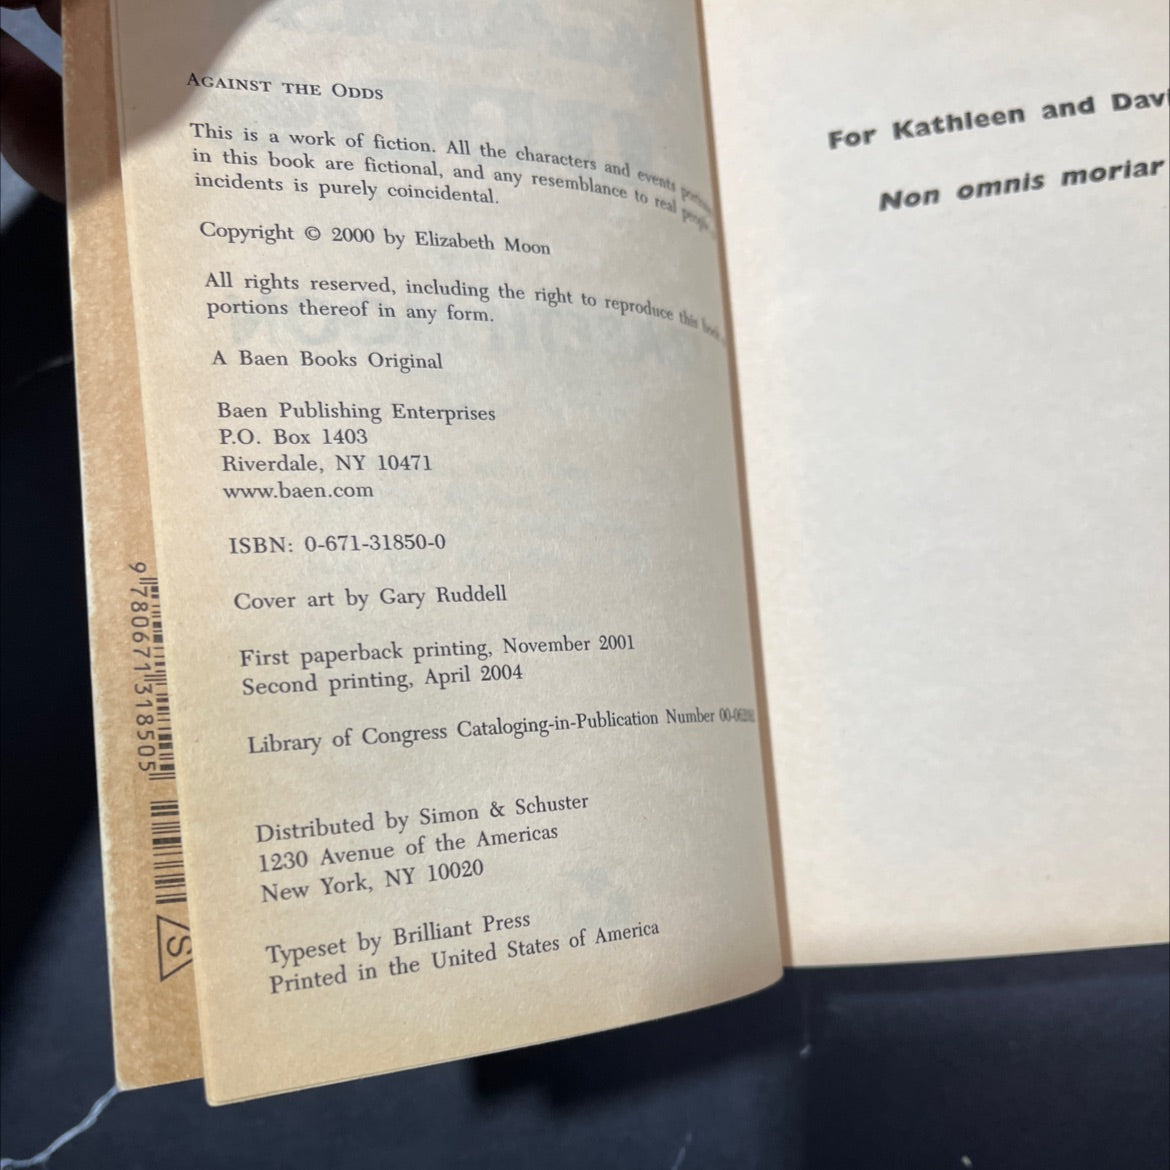 AGAINST THE ODDS
This is a work of fiction. All the characters and events
in this book are fictional, and any resemblance to real
incidents is purely coincidental.
Copyright © 2000 by Elizabeth Moon
All rights reserved, including the right to reproduce this
portions thereof in any form.
A Baen Books Original
Baen Publishing Enterprises
P.O. Box 1403
Riverdale, NY 10471
www.baen.com
ISBN: 0-671-31850-0
Cover art by Gary Ruddell
First paperback printing, November 2001
Second printing, April 2004
Library of Congress Cataloging-in-Publication Number
Distributed by Simon & Schuster
1230 Avenue of the Americas
New York, NY 10020
Typeset by Brilliant Press
Printed in the United States of America
9 780671 318505
S
For Kathleen and Davi
Non omnis moriar